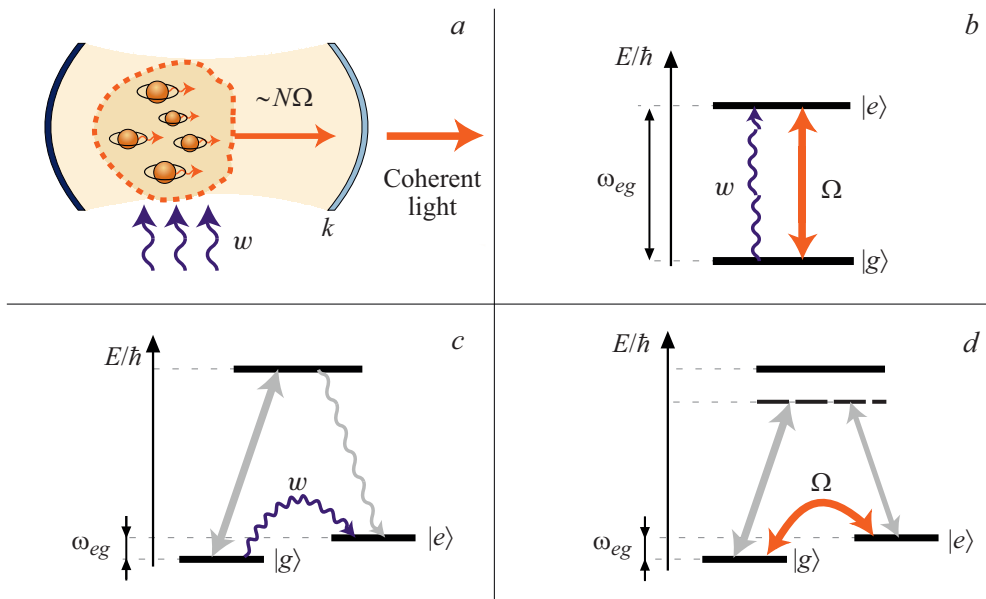 a
~NΩ
Coherent
light
k
w
b
E/ħ
|e⟩
ω_eg
w
Ω
|g⟩
c
E/ħ
w
ω_eg
|e⟩
|g⟩
d
E/ħ
Ω
ω_eg
|e⟩
|g⟩